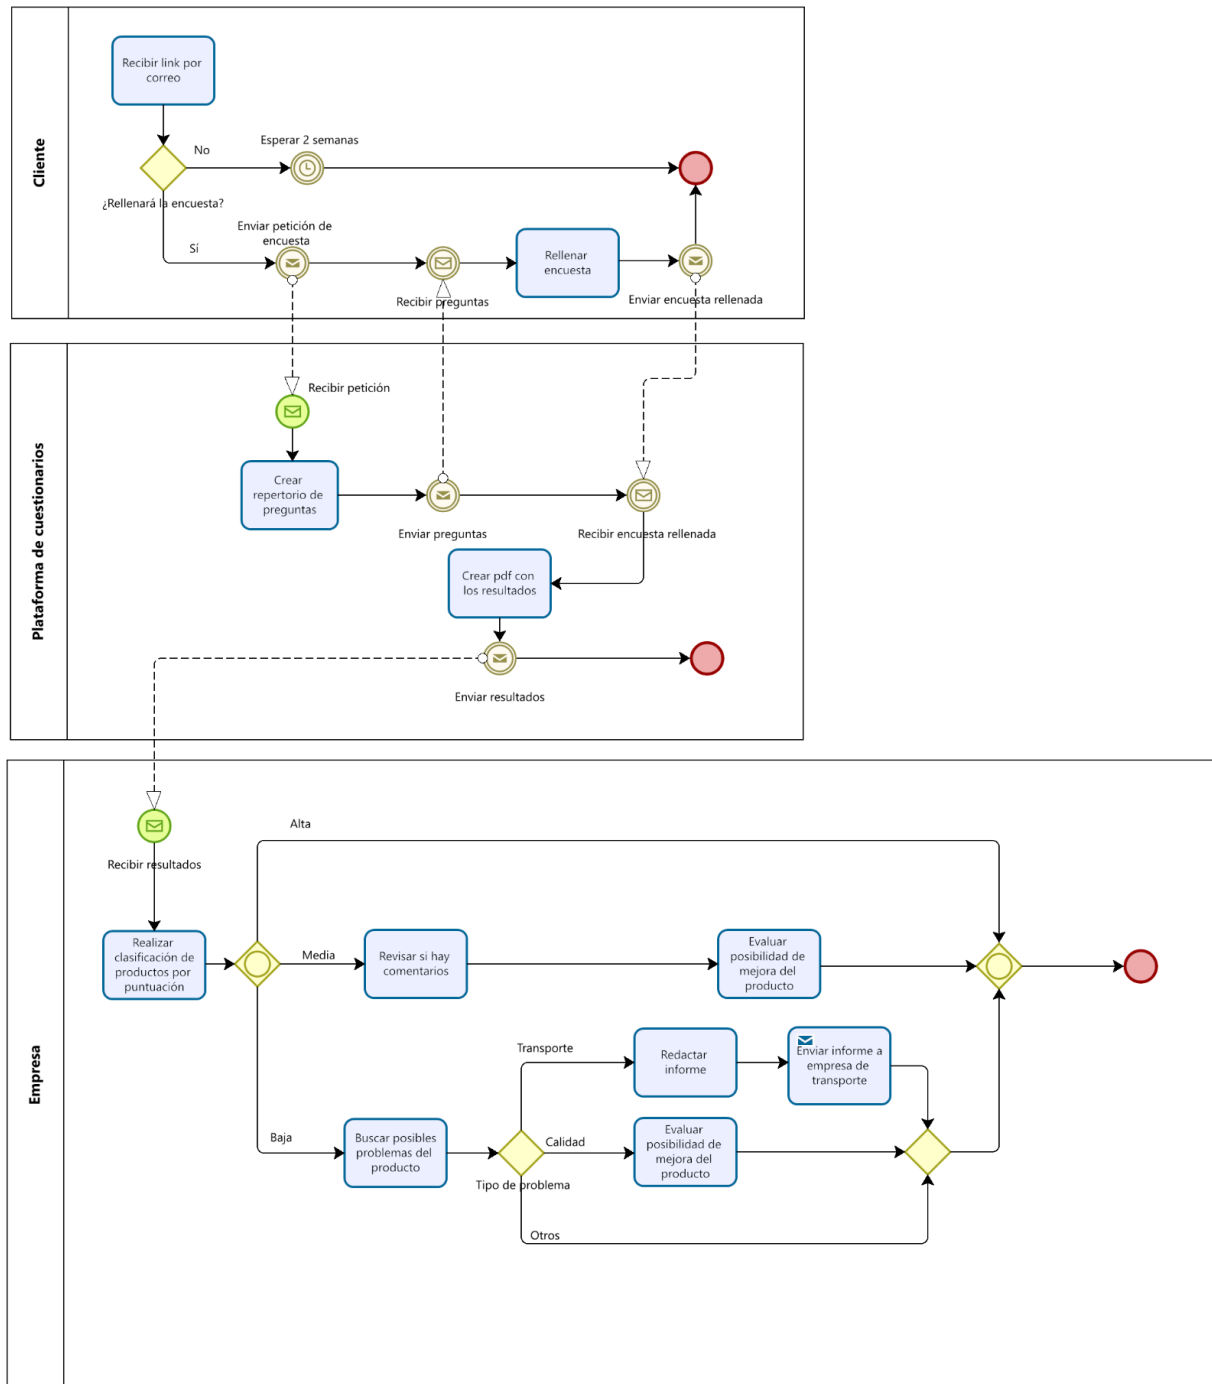 Cliente
Recibir link por
correo
No
Esperar 2 semanas
¿Rellenará la encuesta?
Sí
Enviar petición de
encuesta
Recibir preguntas
Rellenar
encuesta
Enviar encuesta rellenada
Plataforma de cuestionarios
Recibir petición
Crear
repertorio de
preguntas
Enviar preguntas
Recibir encuesta rellenada
Crear pdf con
los resultados
Enviar resultados
Empresa
Recibir resultados
Realizar
clasificación de
productos por
puntuación
Alta
Media
Revisar si hay
comentarios
Evaluar
posibilidad de
mejora del
producto
Baja
Buscar posibles
problemas del
producto
Tipo de problema
Transporte
Redactar
informe
Enviar informe a
empresa de
transporte
Calidad
Evaluar
posibilidad de
mejora del
producto
Otros